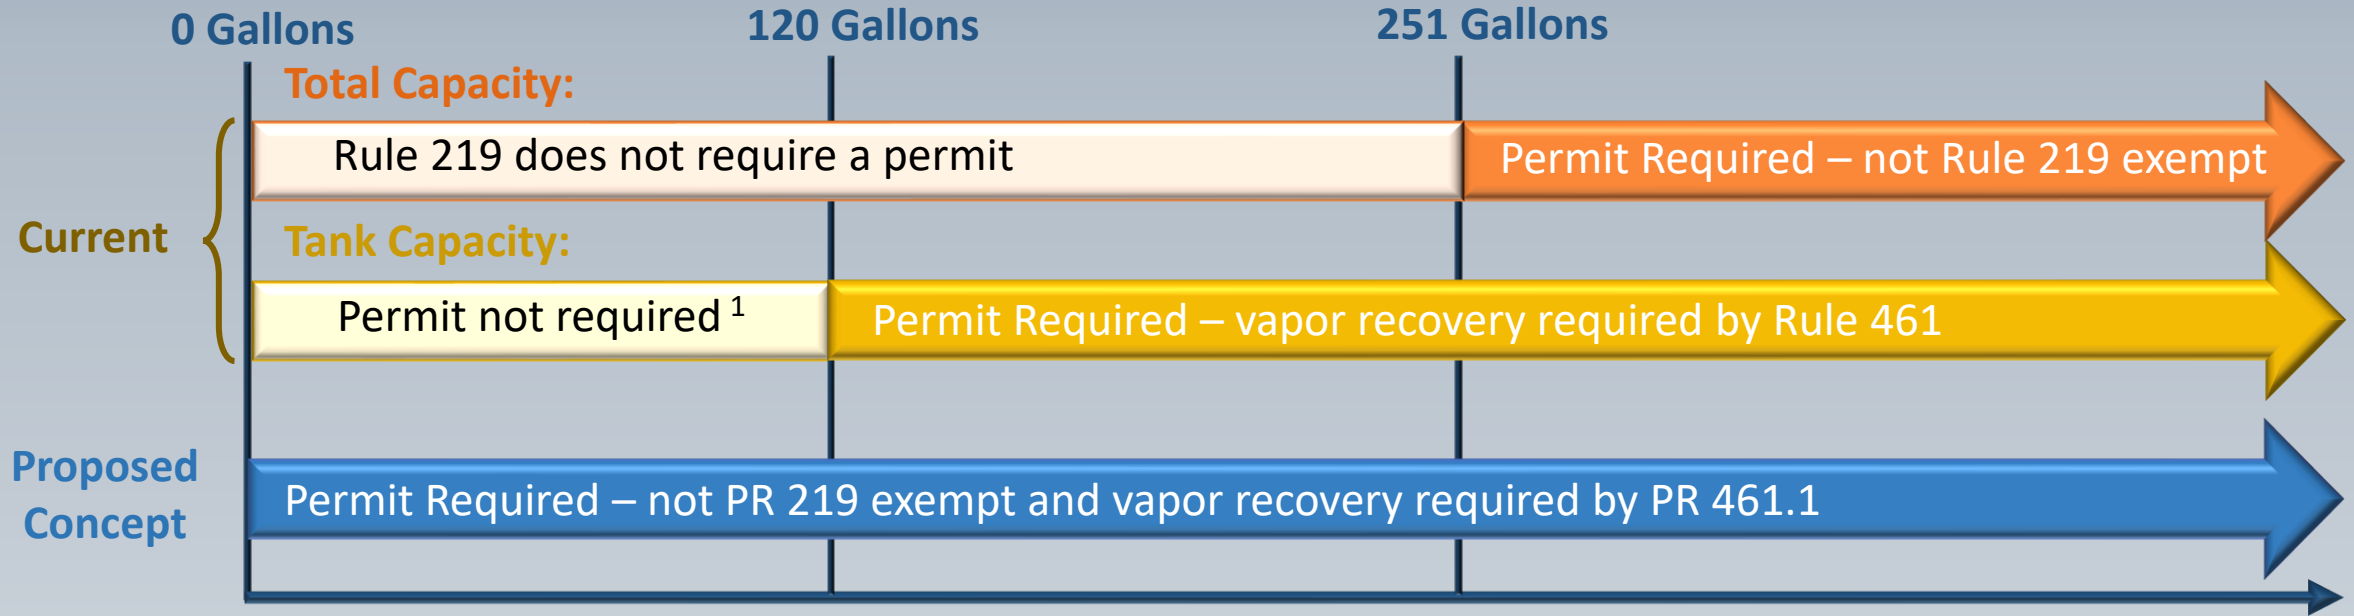 0 Gallons
120 Gallons
251 Gallons
Total Capacity:
Rule 219 does not require a permit
Permit Required – not Rule 219 exempt
Current
Tank Capacity:
Permit not required 1
Permit Required – vapor recovery required by Rule 461
Proposed
Concept
Permit Required – not PR 219 exempt and vapor recovery required by PR 461.1